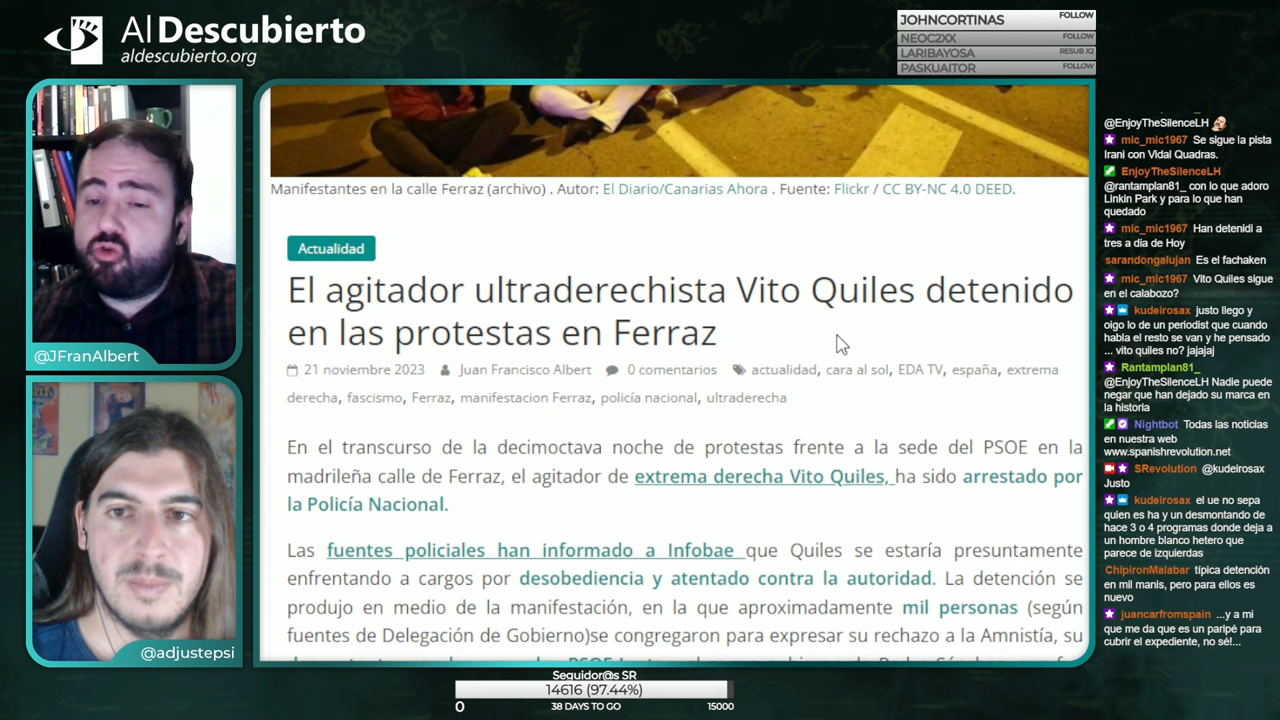 Al Descubierto
aldescubierto.org
JOHNCORTINAS FOLLOW
NEOC2XX FOLLOW
LARIBAYOSA RESUB X2
PASKUAITOR FOLLOW
@JFranAlbert
@adjustepsi
Manifestantes en la calle Ferraz (archivo) . Autor: El Diario/Canarias Ahora . Fuente: Flickr / CC BY-NC 4.0 DEED.
Actualidad
El agitador ultraderechista Vito Quiles detenido
en las protestas en Ferraz
21 noviembre 2023 Juan Francisco Albert 0 comentarios actualidad, cara al sol, EDA TV, españa, extrema
derecha, fascismo, Ferraz, manifestacion Ferraz, policía nacional, ultraderecha
En el transcurso de la decimoctava noche de protestas frente a la sede del PSOE en la
madrileña calle de Ferraz, el agitador de extrema derecha Vito Quiles, ha sido arrestado por
la Policía Nacional.
Las fuentes policiales han informado a Infobae que Quiles se estaría presuntamente
enfrentando a cargos por desobediencia y atentado contra la autoridad. La detención se
produjo en medio de la manifestación, en la que aproximadamente mil personas (según
fuentes de Delegación de Gobierno)se congregaron para expresar su rechazo a la Amnistía, su
@EnjoyTheSilenceLH
mic_mic1967 Se sigue la pista
Irani con Vidal Quadras.
EnjoyTheSilenceLH
@rantamplan81_ con lo que adoro
Linkin Park y para lo que han
quedado
mic_mic1967 Han detenidi a
tres a dia de Hoy
sarandongalujan Es el fachaken
mic_mic1967 Vito Quiles sigue
en el calabozo?
kudeirosax justo llego y
oigo lo de un periodist que cuando
habla el resto se van y he pensado
... vito quiles no? jajajaj
Rantamplan81_
@EnjoyTheSilenceLH Nadie puede
negar que han dejado su marca en
la historia
Nightbot Todas las noticias
en nuestra web
www.spanishrevolution.net
SRevolution @kudeirosax
Justo
kudeirosax el ue no sepa
quien es ha y un desmontando de
hace 3 o 4 programas donde deja a
un hombre blanco hetero que
parece de izquierdas
ChipironMalabar típica detención
en mil manis, pero para ellos es
nuevo
juancarfromspain ...y a mi
que me da que es un paripé para
cubrir el expediente, no sé!...
Seguidor@s SR
14616 (97.44%)
0 38 DAYS TO GO 15000